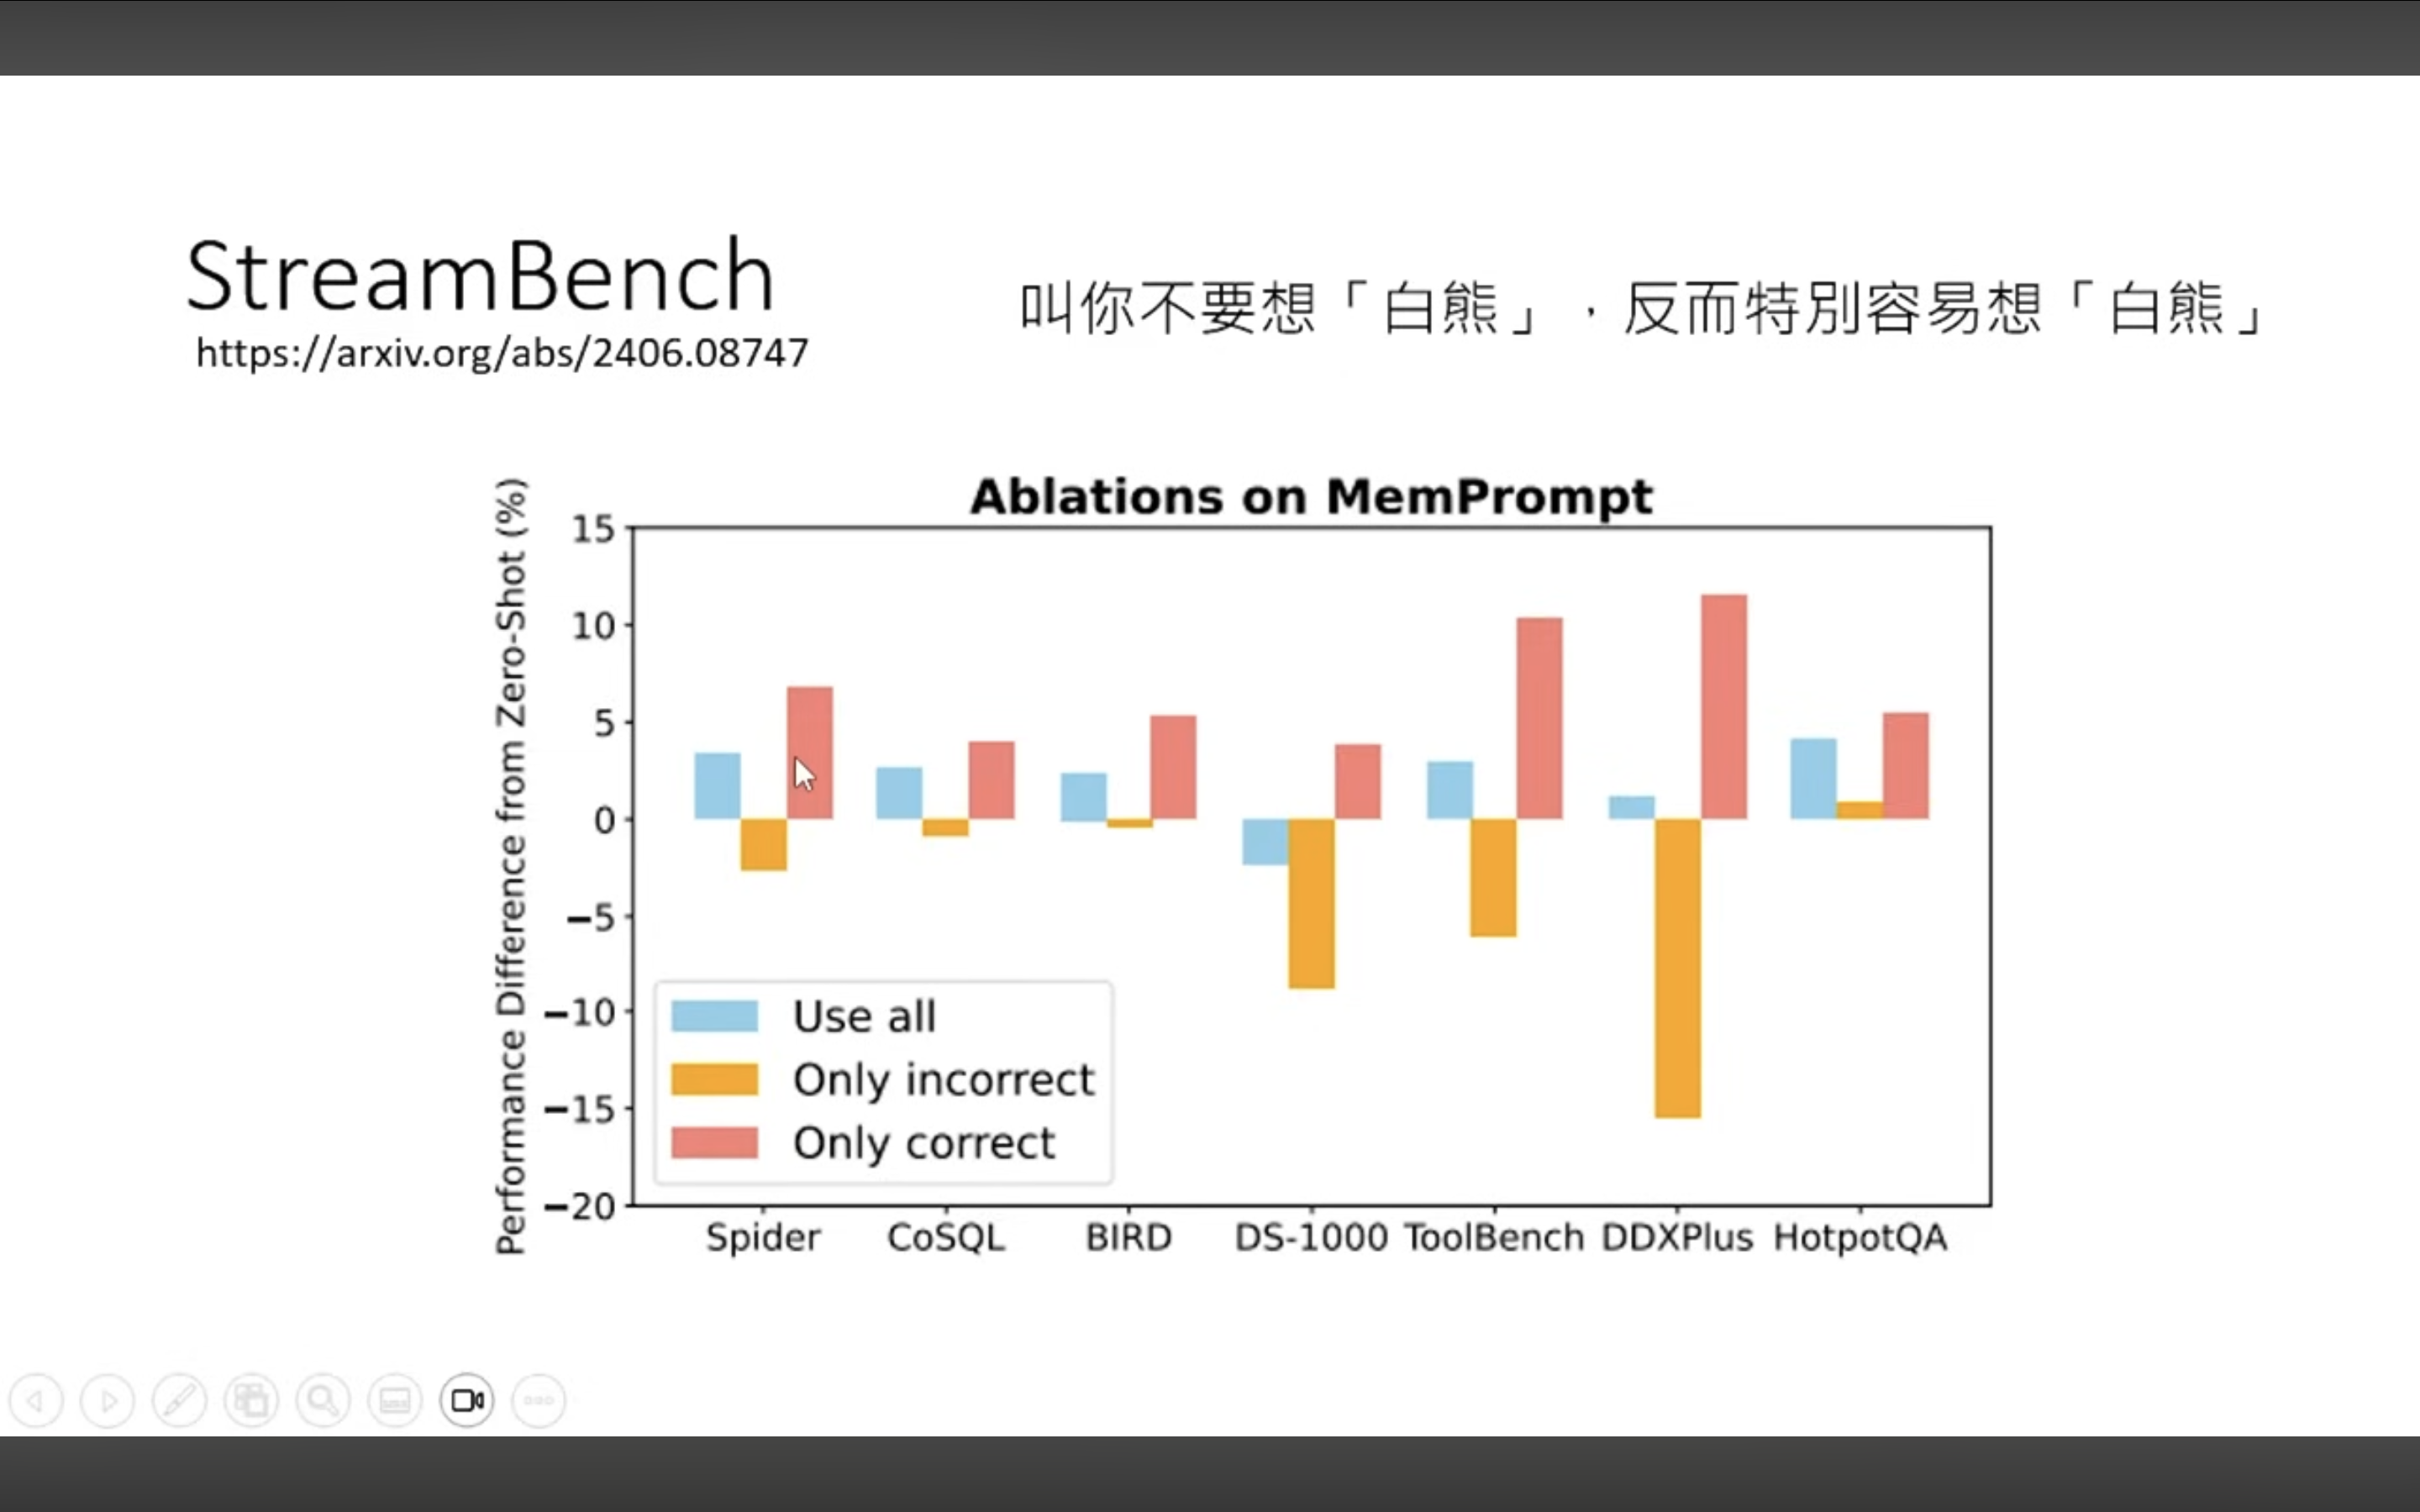 StreamBench
https://arxiv.org/abs/2406.08747
叫你不要想「白熊」，反而特別容易想「白熊」
Ablations on MemPrompt
Performance Difference from Zero-Shot (%)
15
10
5
0
−5
−10
−15
−20
Use all
Only incorrect
Only correct
Spider CoSQL BIRD DS-1000 ToolBench DDXPlus HotpotQA